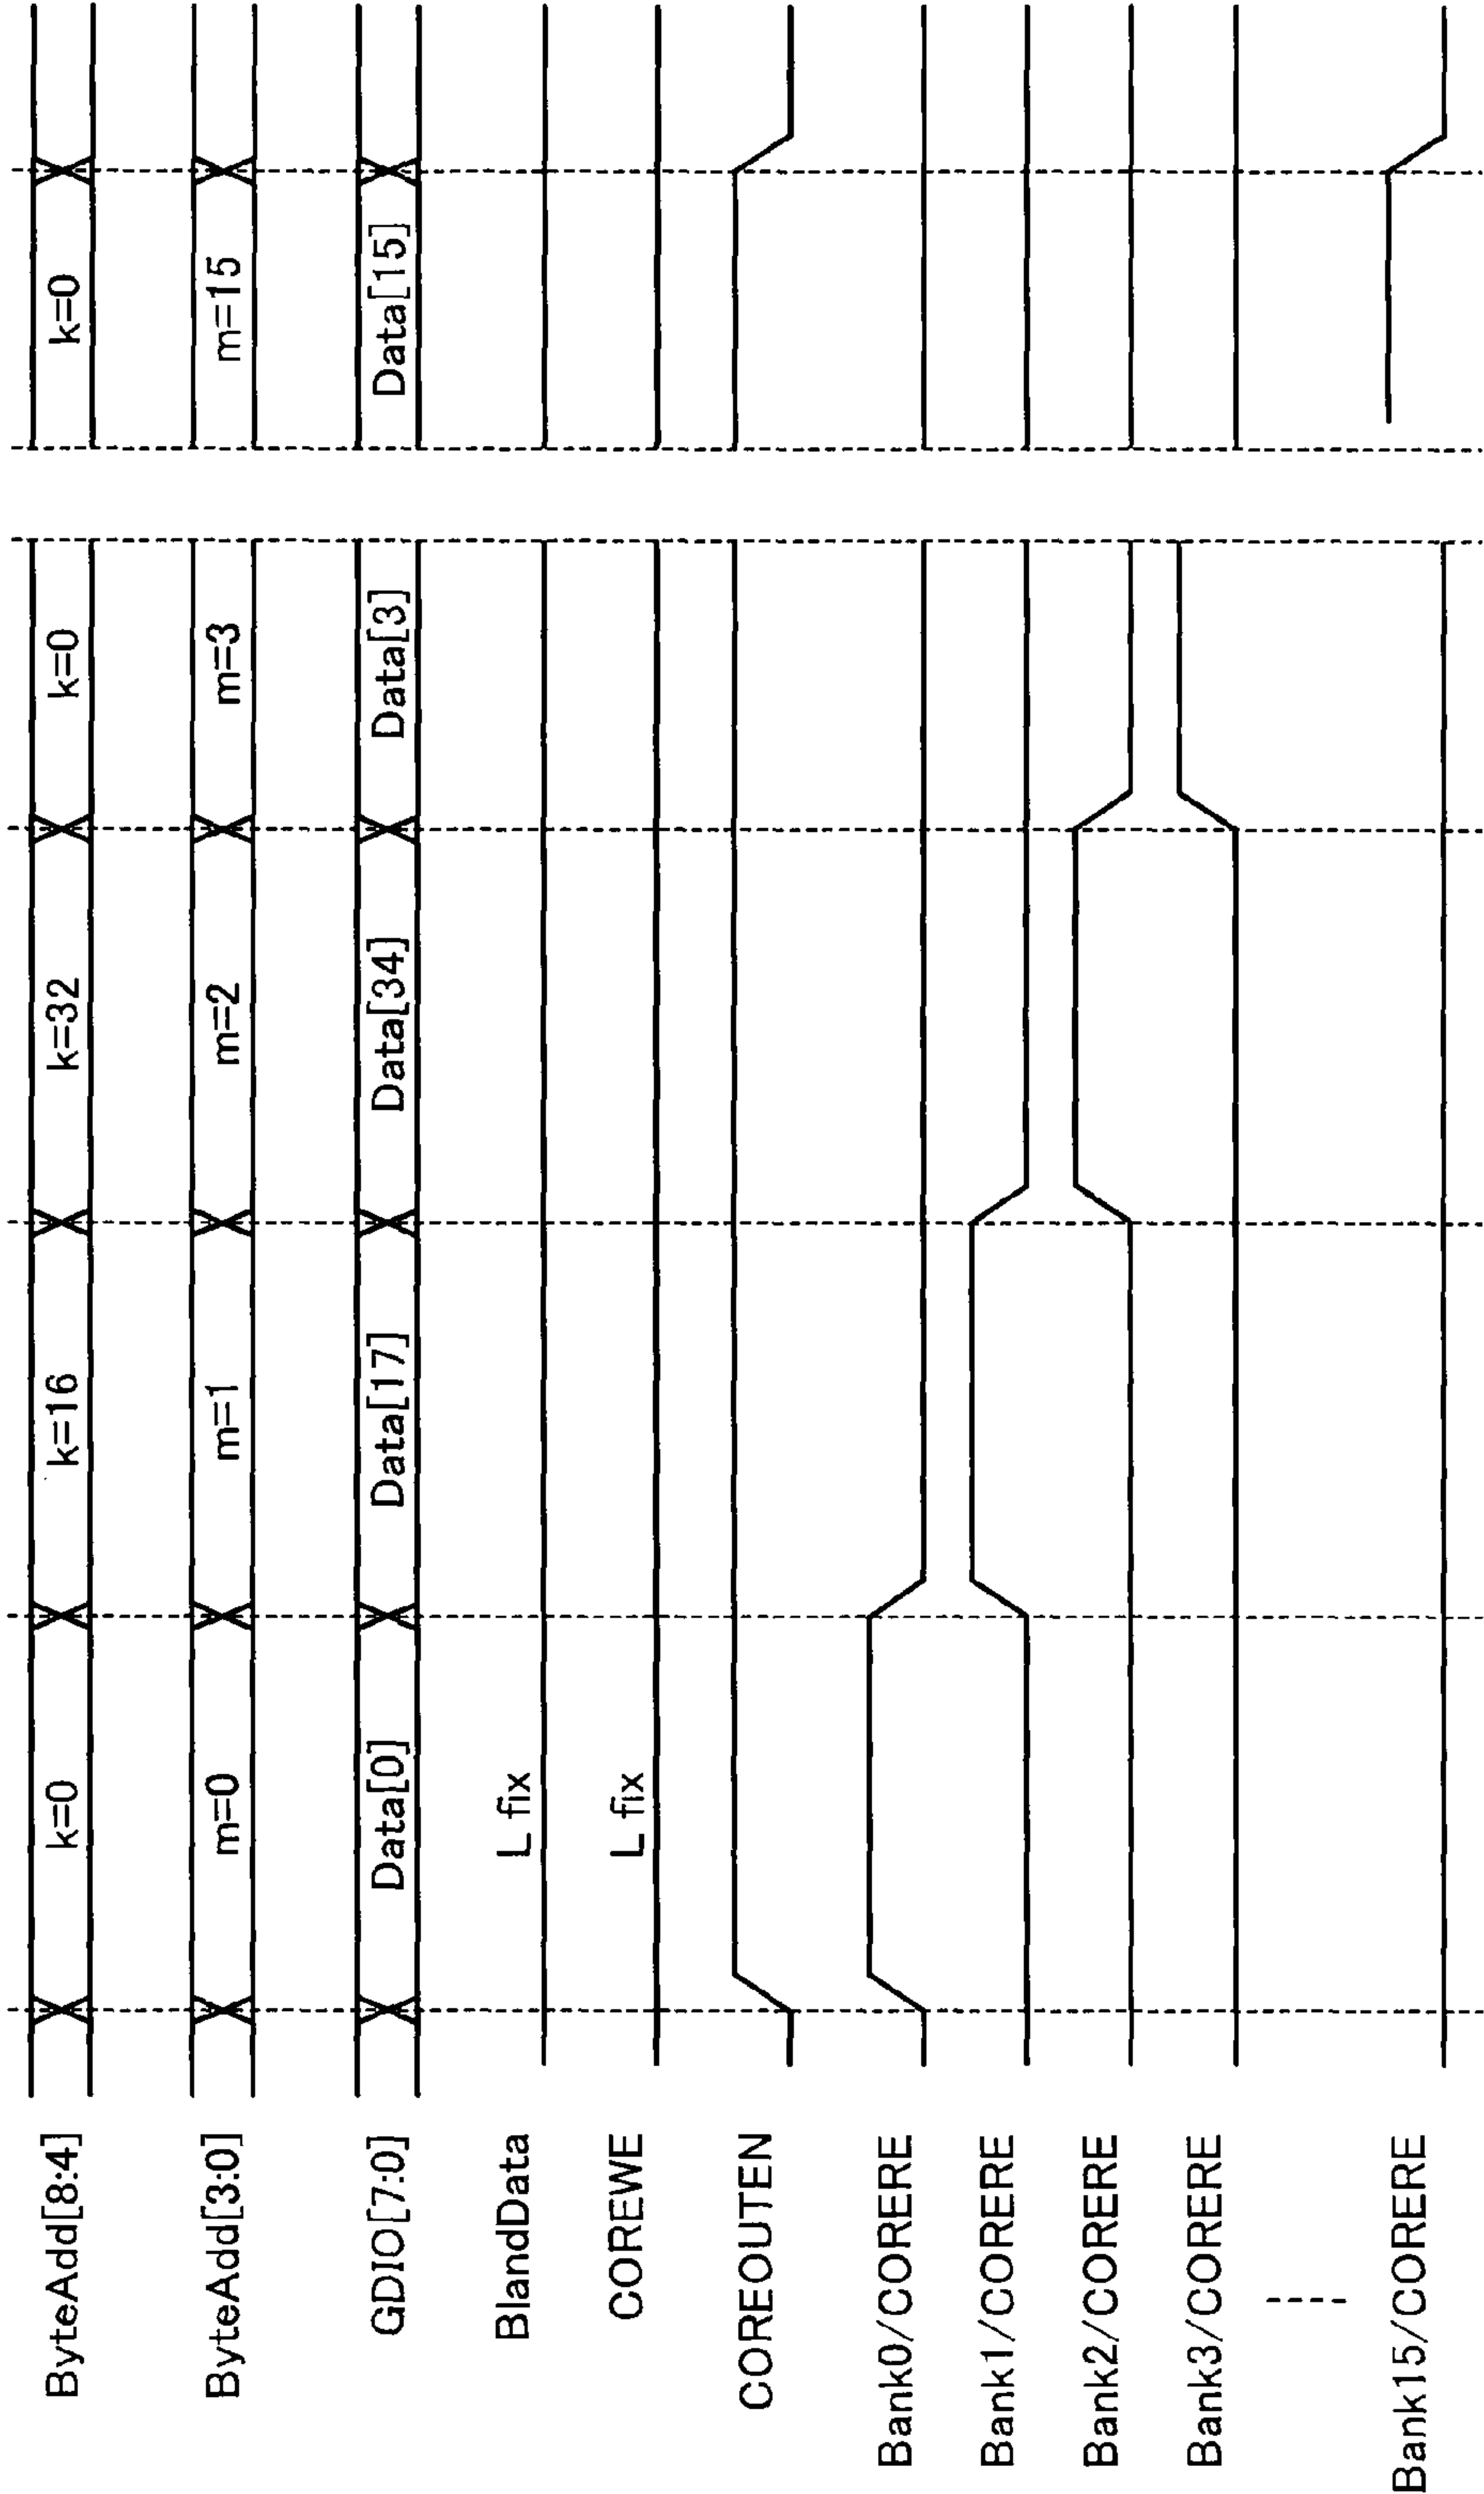 ByteAdd[8:4] k=0 k=16 k=32 k=0 k=0
ByteAdd[3:0] m=0 m=1 m=2 m=3 m=15
GDIO[7:0] Data[0] Data[17] Data[34] Data[3] Data[15]
BlandData L fix
COREWE L fix
COREOUTEN
Bank0/CORERE
Bank1/CORERE
Bank2/CORERE
Bank3/CORERE
Bank15/CORERE